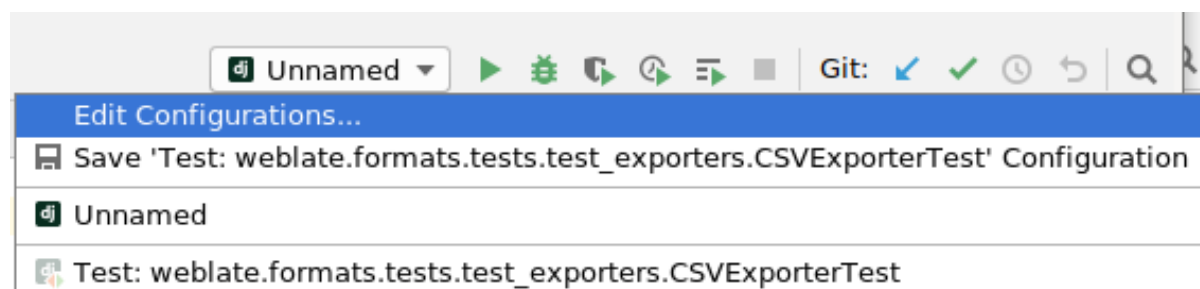 dj Unnamed Git:
Edit Configurations...
Save 'Test: weblate.formats.tests.test_exporters.CSVExporterTest' Configuration
dj Unnamed
Test: weblate.formats.tests.test_exporters.CSVExporterTest